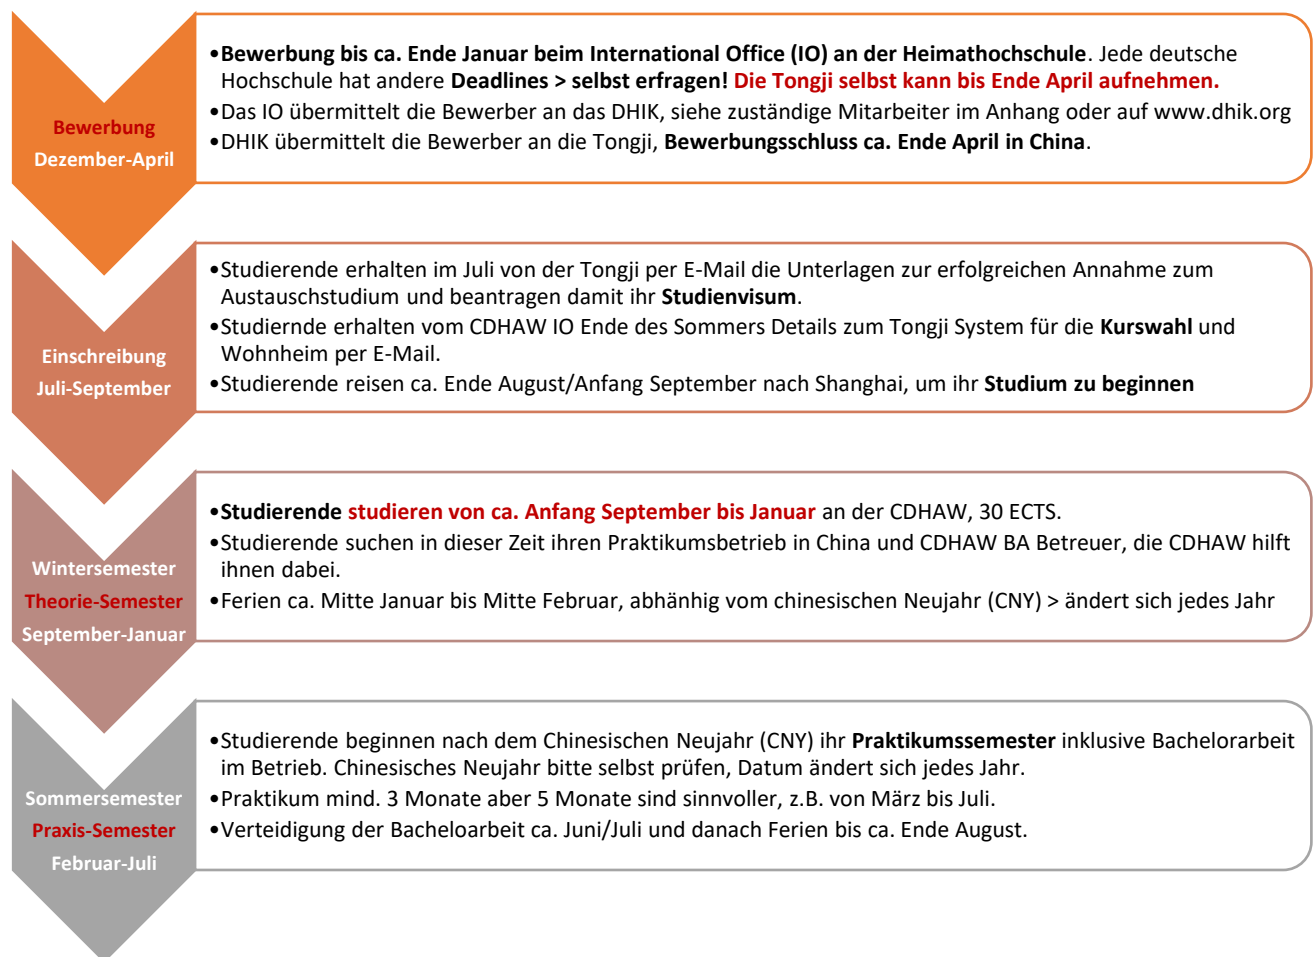 Bewerbung
Dezember-April
•Bewerbung bis ca. Ende Januar beim International Office (IO) an der Heimathochschule. Jede deutsche
Hochschule hat andere Deadlines > selbst erfragen! Die Tongji selbst kann bis Ende April aufnehmen.
•Das IO übermittelt die Bewerber an das DHIK, siehe zuständige Mitarbeiter im Anhang oder auf www.dhik.org
•DHIK übermittelt die Bewerber an die Tongji, Bewerbungsschluss ca. Ende April in China.
Einschreibung
Juli-September
•Studierende erhalten im Juli von der Tongji per E-Mail die Unterlagen zur erfolgreichen Annahme zum
Austauschstudium und beantragen damit ihr Studienvisum.
•Studiernde erhalten vom CDHAW IO Ende des Sommers Details zum Tongji System für die Kurswahl und
Wohnheim per E-Mail.
•Studierende reisen ca. Ende August/Anfang September nach Shanghai, um ihr Studium zu beginnen
Wintersemester
Theorie-Semester
September-Januar
•Studierende studieren von ca. Anfang September bis Januar an der CDHAW, 30 ECTS.
•Studierende suchen in dieser Zeit ihren Praktikumsbetrieb in China und CDHAW BA Betreuer, die CDHAW hilft
ihnen dabei.
•Ferien ca. Mitte Januar bis Mitte Februar, abhänhig vom chinesischen Neujahr (CNY) > ändert sich jedes Jahr
Sommersemester
Praxis-Semester
Februar-Juli
•Studierende beginnen nach dem Chinesischen Neujahr (CNY) ihr Praktikumssemester inklusive Bachelorarbeit
im Betrieb. Chinesisches Neujahr bitte selbst prüfen, Datum ändert sich jedes Jahr.
•Praktikum mind. 3 Monate aber 5 Monate sind sinnvoller, z.B. von März bis Juli.
•Verteidigung der Bacheloarbeit ca. Juni/Juli und danach Ferien bis ca. Ende August.